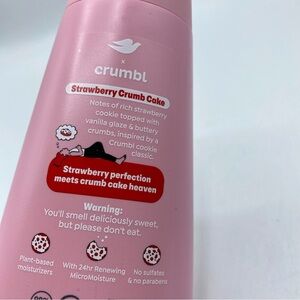 x
crumbl
Strawberry Crumb Cake
Notes of rich strawberry
cookie topped with
vanilla glaze & buttery
crumbs, inspired by a
Crumbl cookie
classic.
Strawberry perfection
meets crumb cake heaven
Warning:
You'll smell deliciously sweet,
but please don't eat.
Plant-based
moisturizers
With 24hr Renewing
MicroMoisture
No sulfates
& no parabens